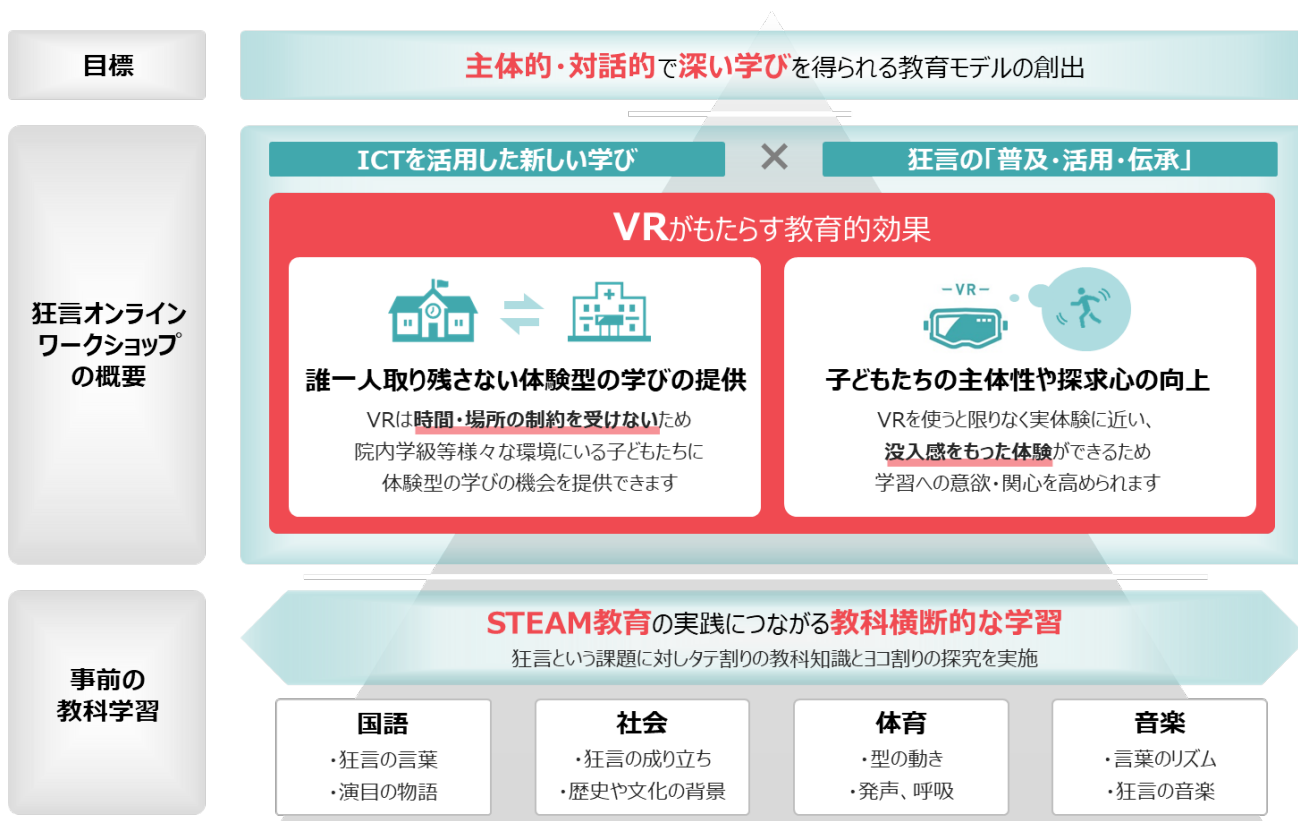 目標
主体的・対話的で深い学びを得られる教育モデルの創出
狂言オンライン
ワークショップ
の概要
ICTを活用した新しい学び
×
狂言の「普及・活用・伝承」
VRがもたらす教育的効果
誰一人取り残さない体験型の学びの提供
VRは時間・場所の制約を受けないため
院内学級等様々な環境にいる子どもたちに
体験型の学びの機会を提供できます
－VR－
子どもたちの主体性や探求心の向上
VRを使うと限りなく実体験に近い、
没入感をもった体験ができるため
学習への意欲・関心を高められます
事前の
教科学習
STEAM教育の実践につながる教科横断的な学習
狂言という課題に対しタテ割りの教科知識とヨコ割りの探究を実施
国語
・狂言の言葉
・演目の物語
社会
・狂言の成り立ち
・歴史や文化の背景
体育
・型の動き
・発声、呼吸
音楽
・言葉のリズム
・狂言の音楽